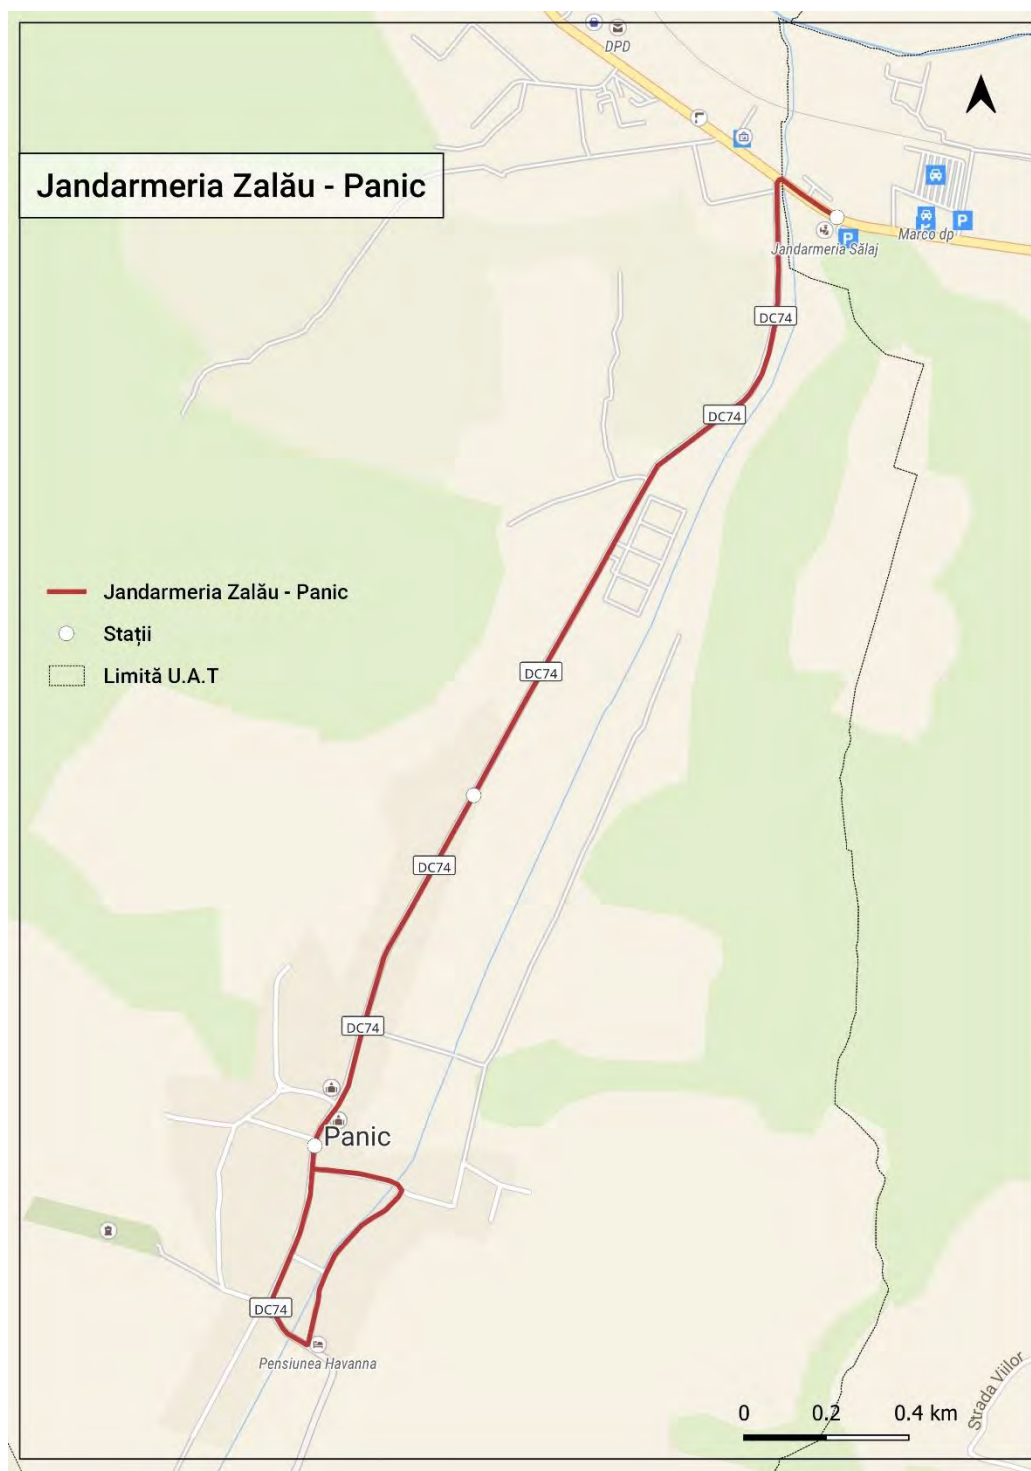 DPD
Jandarmeria Zalău - Panic
P
P
Marco dp
Jandarmeria Sălaj
DC74
DC74
Jandarmeria Zalău - Panic
Stații
Limită U.A.T
DC74
DC74
DC74
Panic
DC74
Pensiunea Havanna
Strada Viilor
0 0.2 0.4 km